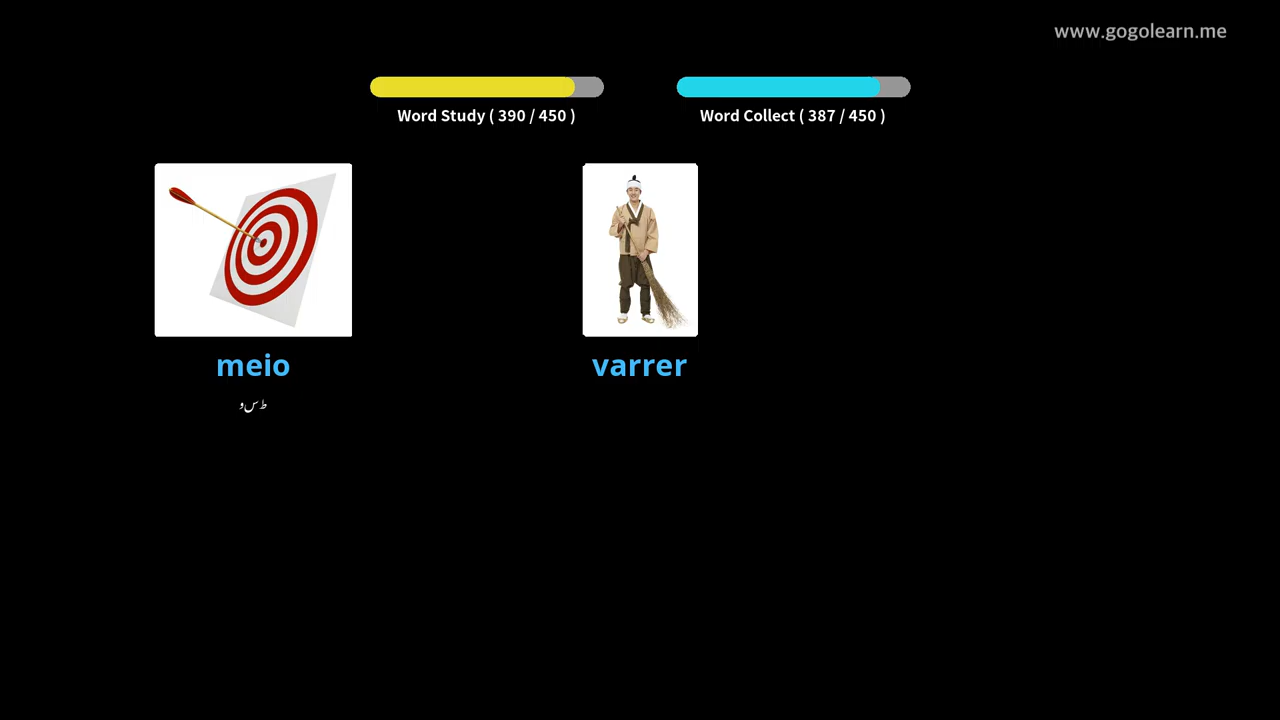 www.gogolearn.me
Word Study ( 390 / 450 )
Word Collect ( 387 / 450 )
meio
varrer
ط س و